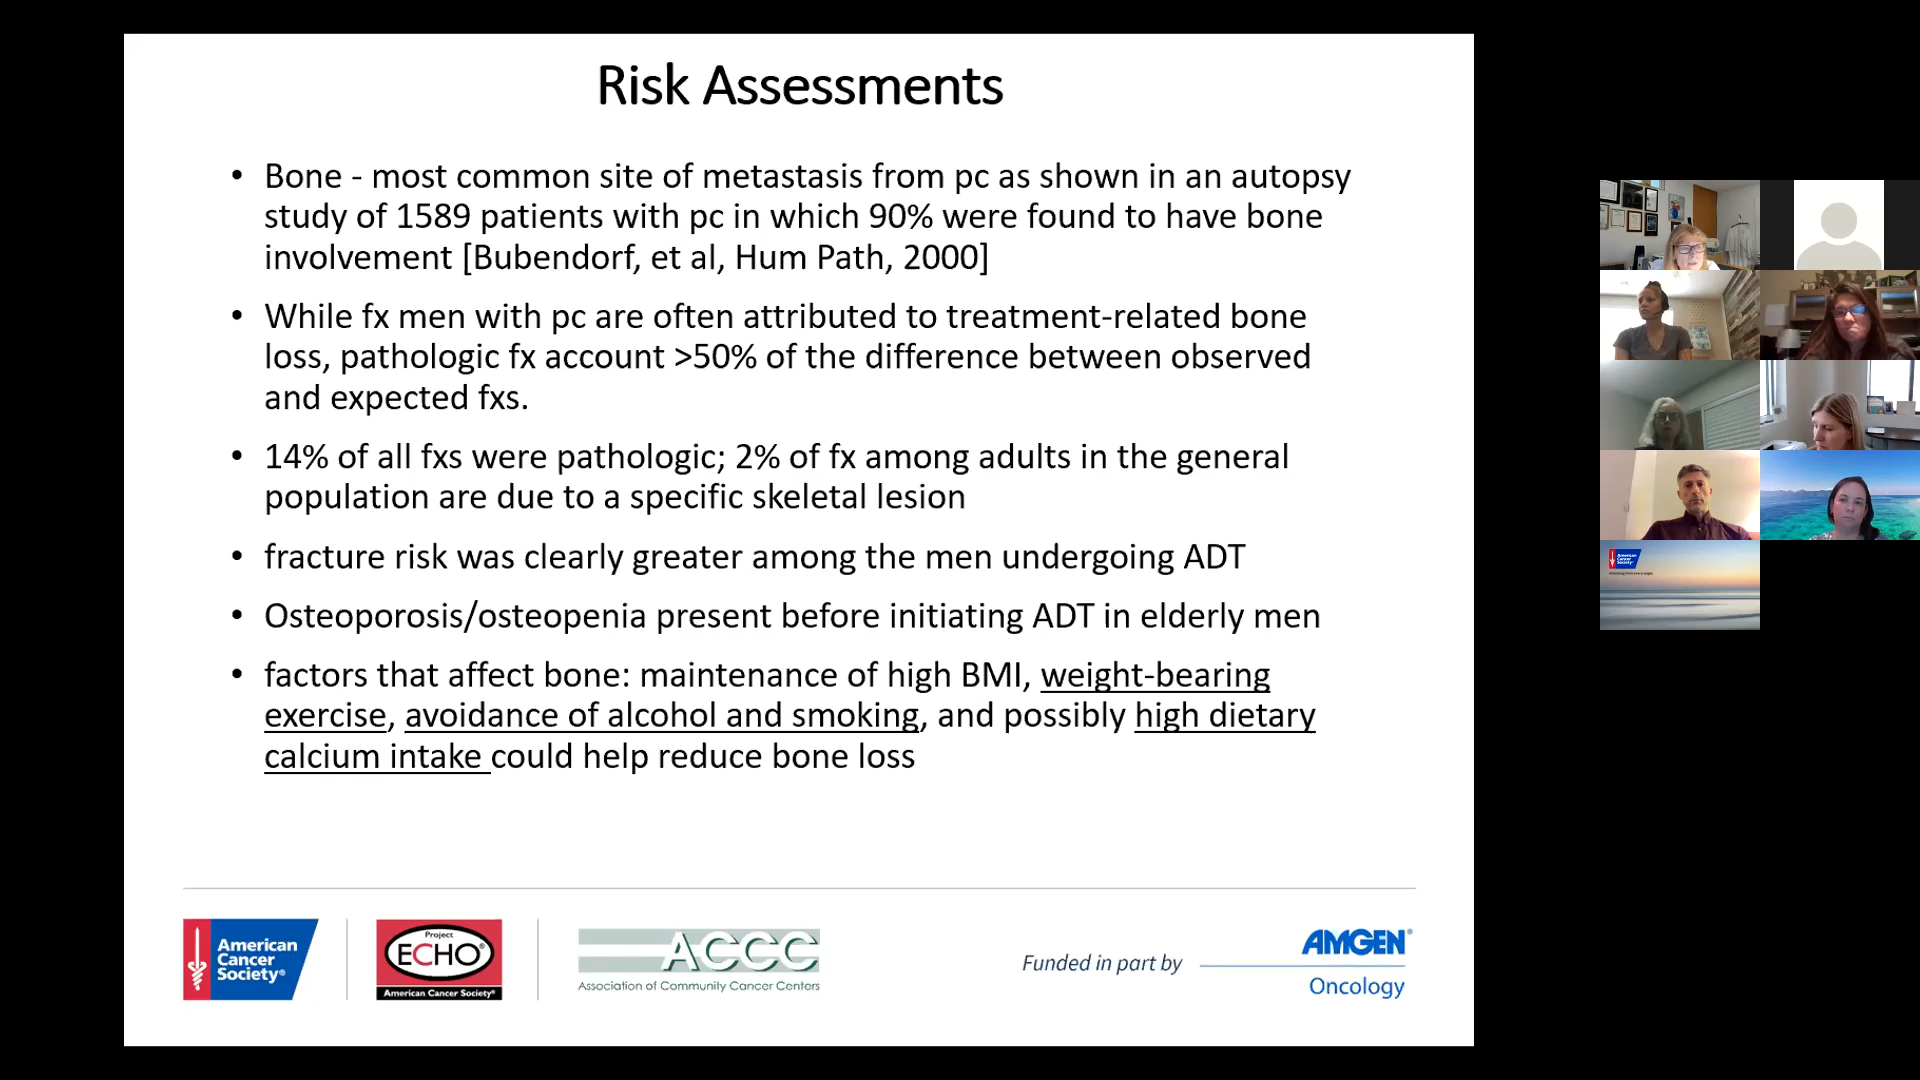 Risk Assessments
• Bone - most common site of metastasis from pc as shown in an autopsy
study of 1589 patients with pc in which 90% were found to have bone
involvement [Bubendorf, et al, Hum Path, 2000]
• While fx men with pc are often attributed to treatment-related bone
loss, pathologic fx account >50% of the difference between observed
and expected fxs.
• 14% of all fxs were pathologic; 2% of fx among adults in the general
population are due to a specific skeletal lesion
• fracture risk was clearly greater among the men undergoing ADT
• Osteoporosis/osteopenia present before initiating ADT in elderly men
• factors that affect bone: maintenance of high BMI, weight-bearing
exercise, avoidance of alcohol and smoking, and possibly high dietary
calcium intake could help reduce bone loss
American
Cancer
Society®
Project
ECHO®
American Cancer Society®
ACCC
Association of Community Cancer Centers
Funded in part by
AMGEN®
Oncology
American
Cancer
Society